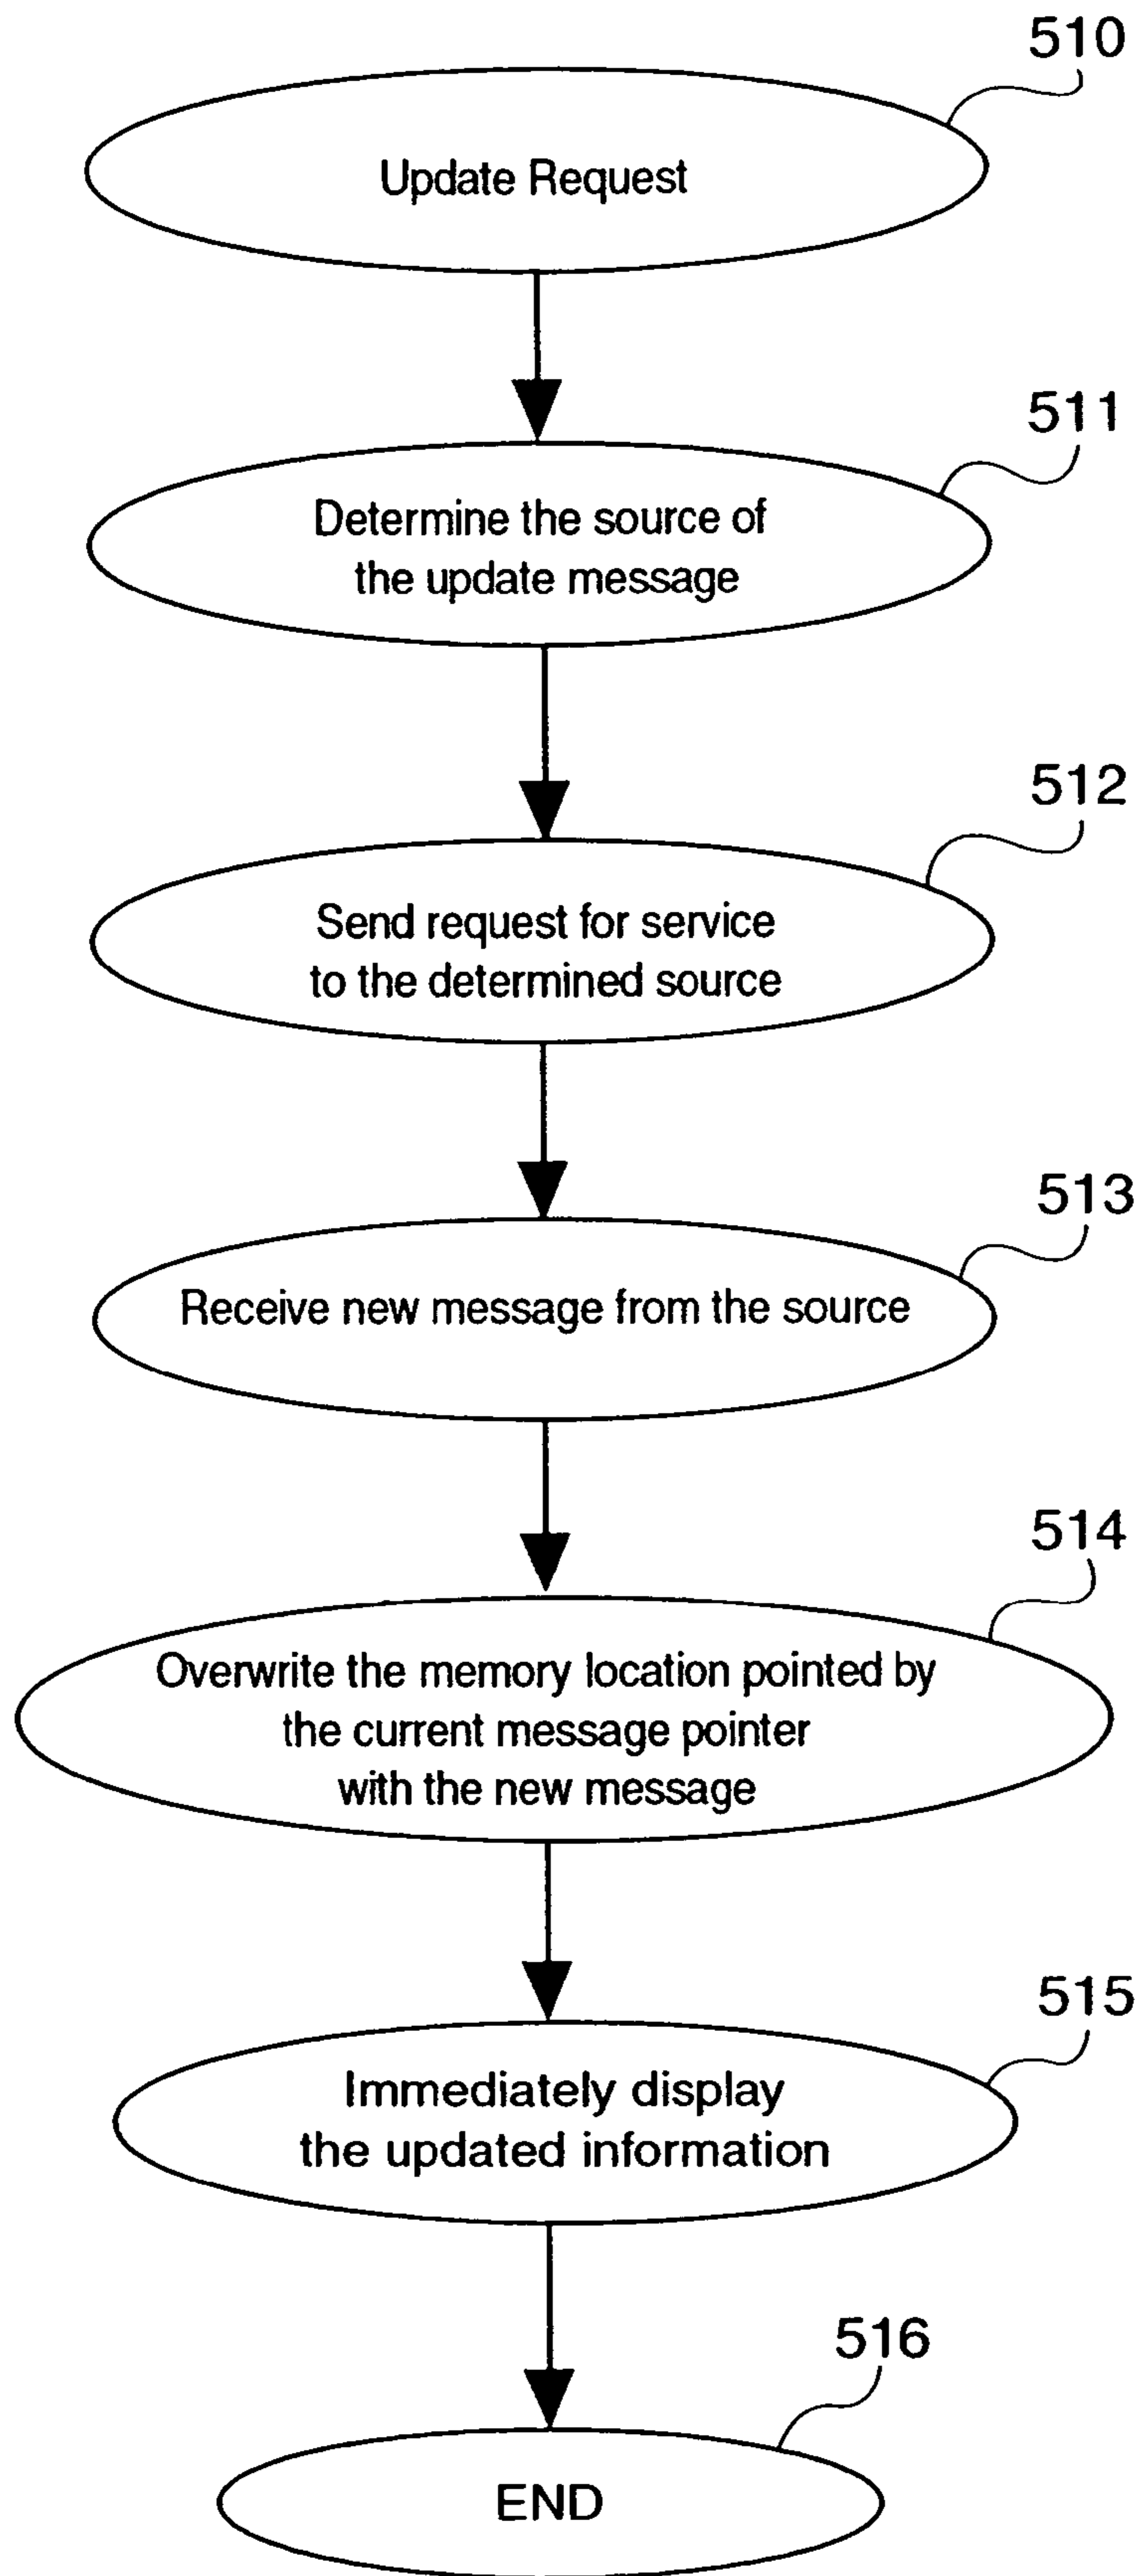 510
Update Request
511
Determine the source of
the update message
512
Send request for service
to the determined source
513
Receive new message from the source
514
Overwrite the memory location pointed by
the current message pointer
with the new message
515
Immediately display
the updated information
516
END